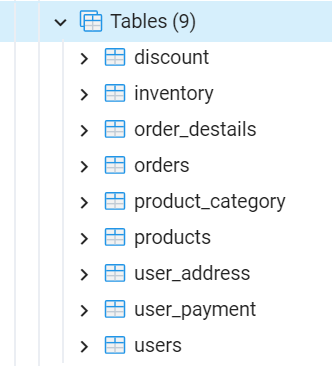 Tables (9)
discount
inventory
order_destails
orders
product_category
products
user_address
user_payment
users